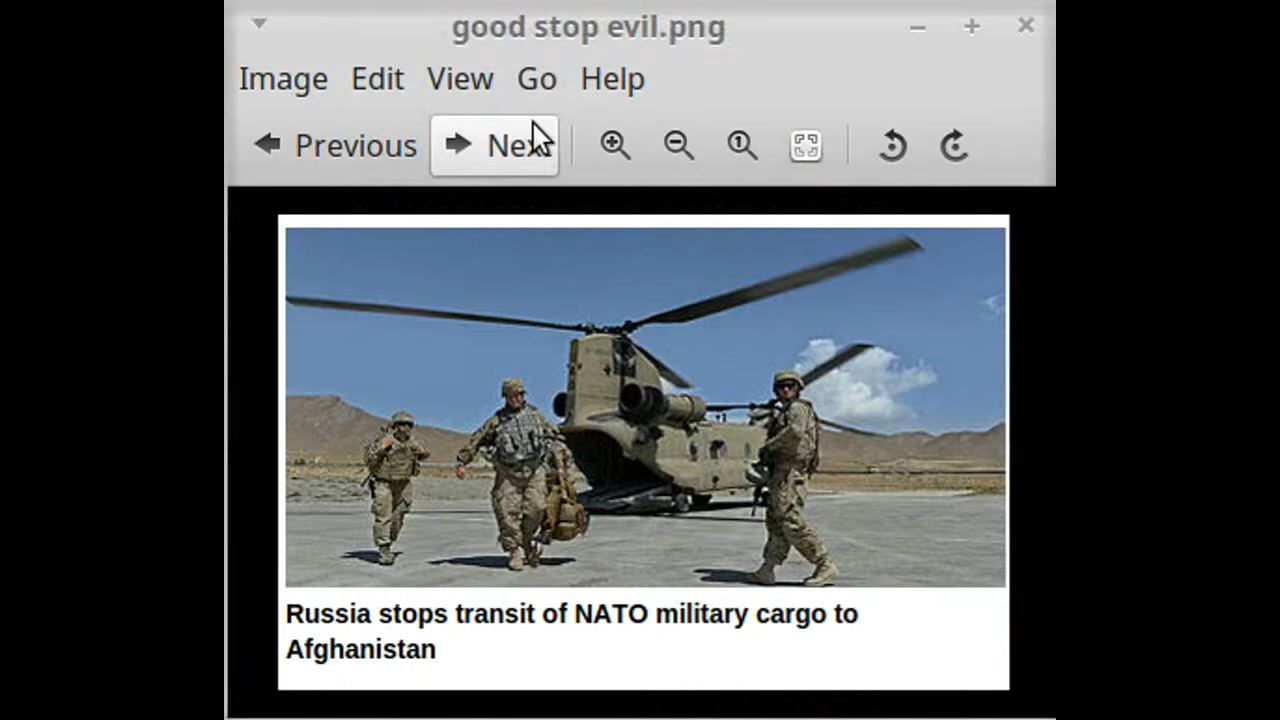 good stop evil.png
Image Edit View Go Help
Previous Next
Russia stops transit of NATO military cargo to
Afghanistan